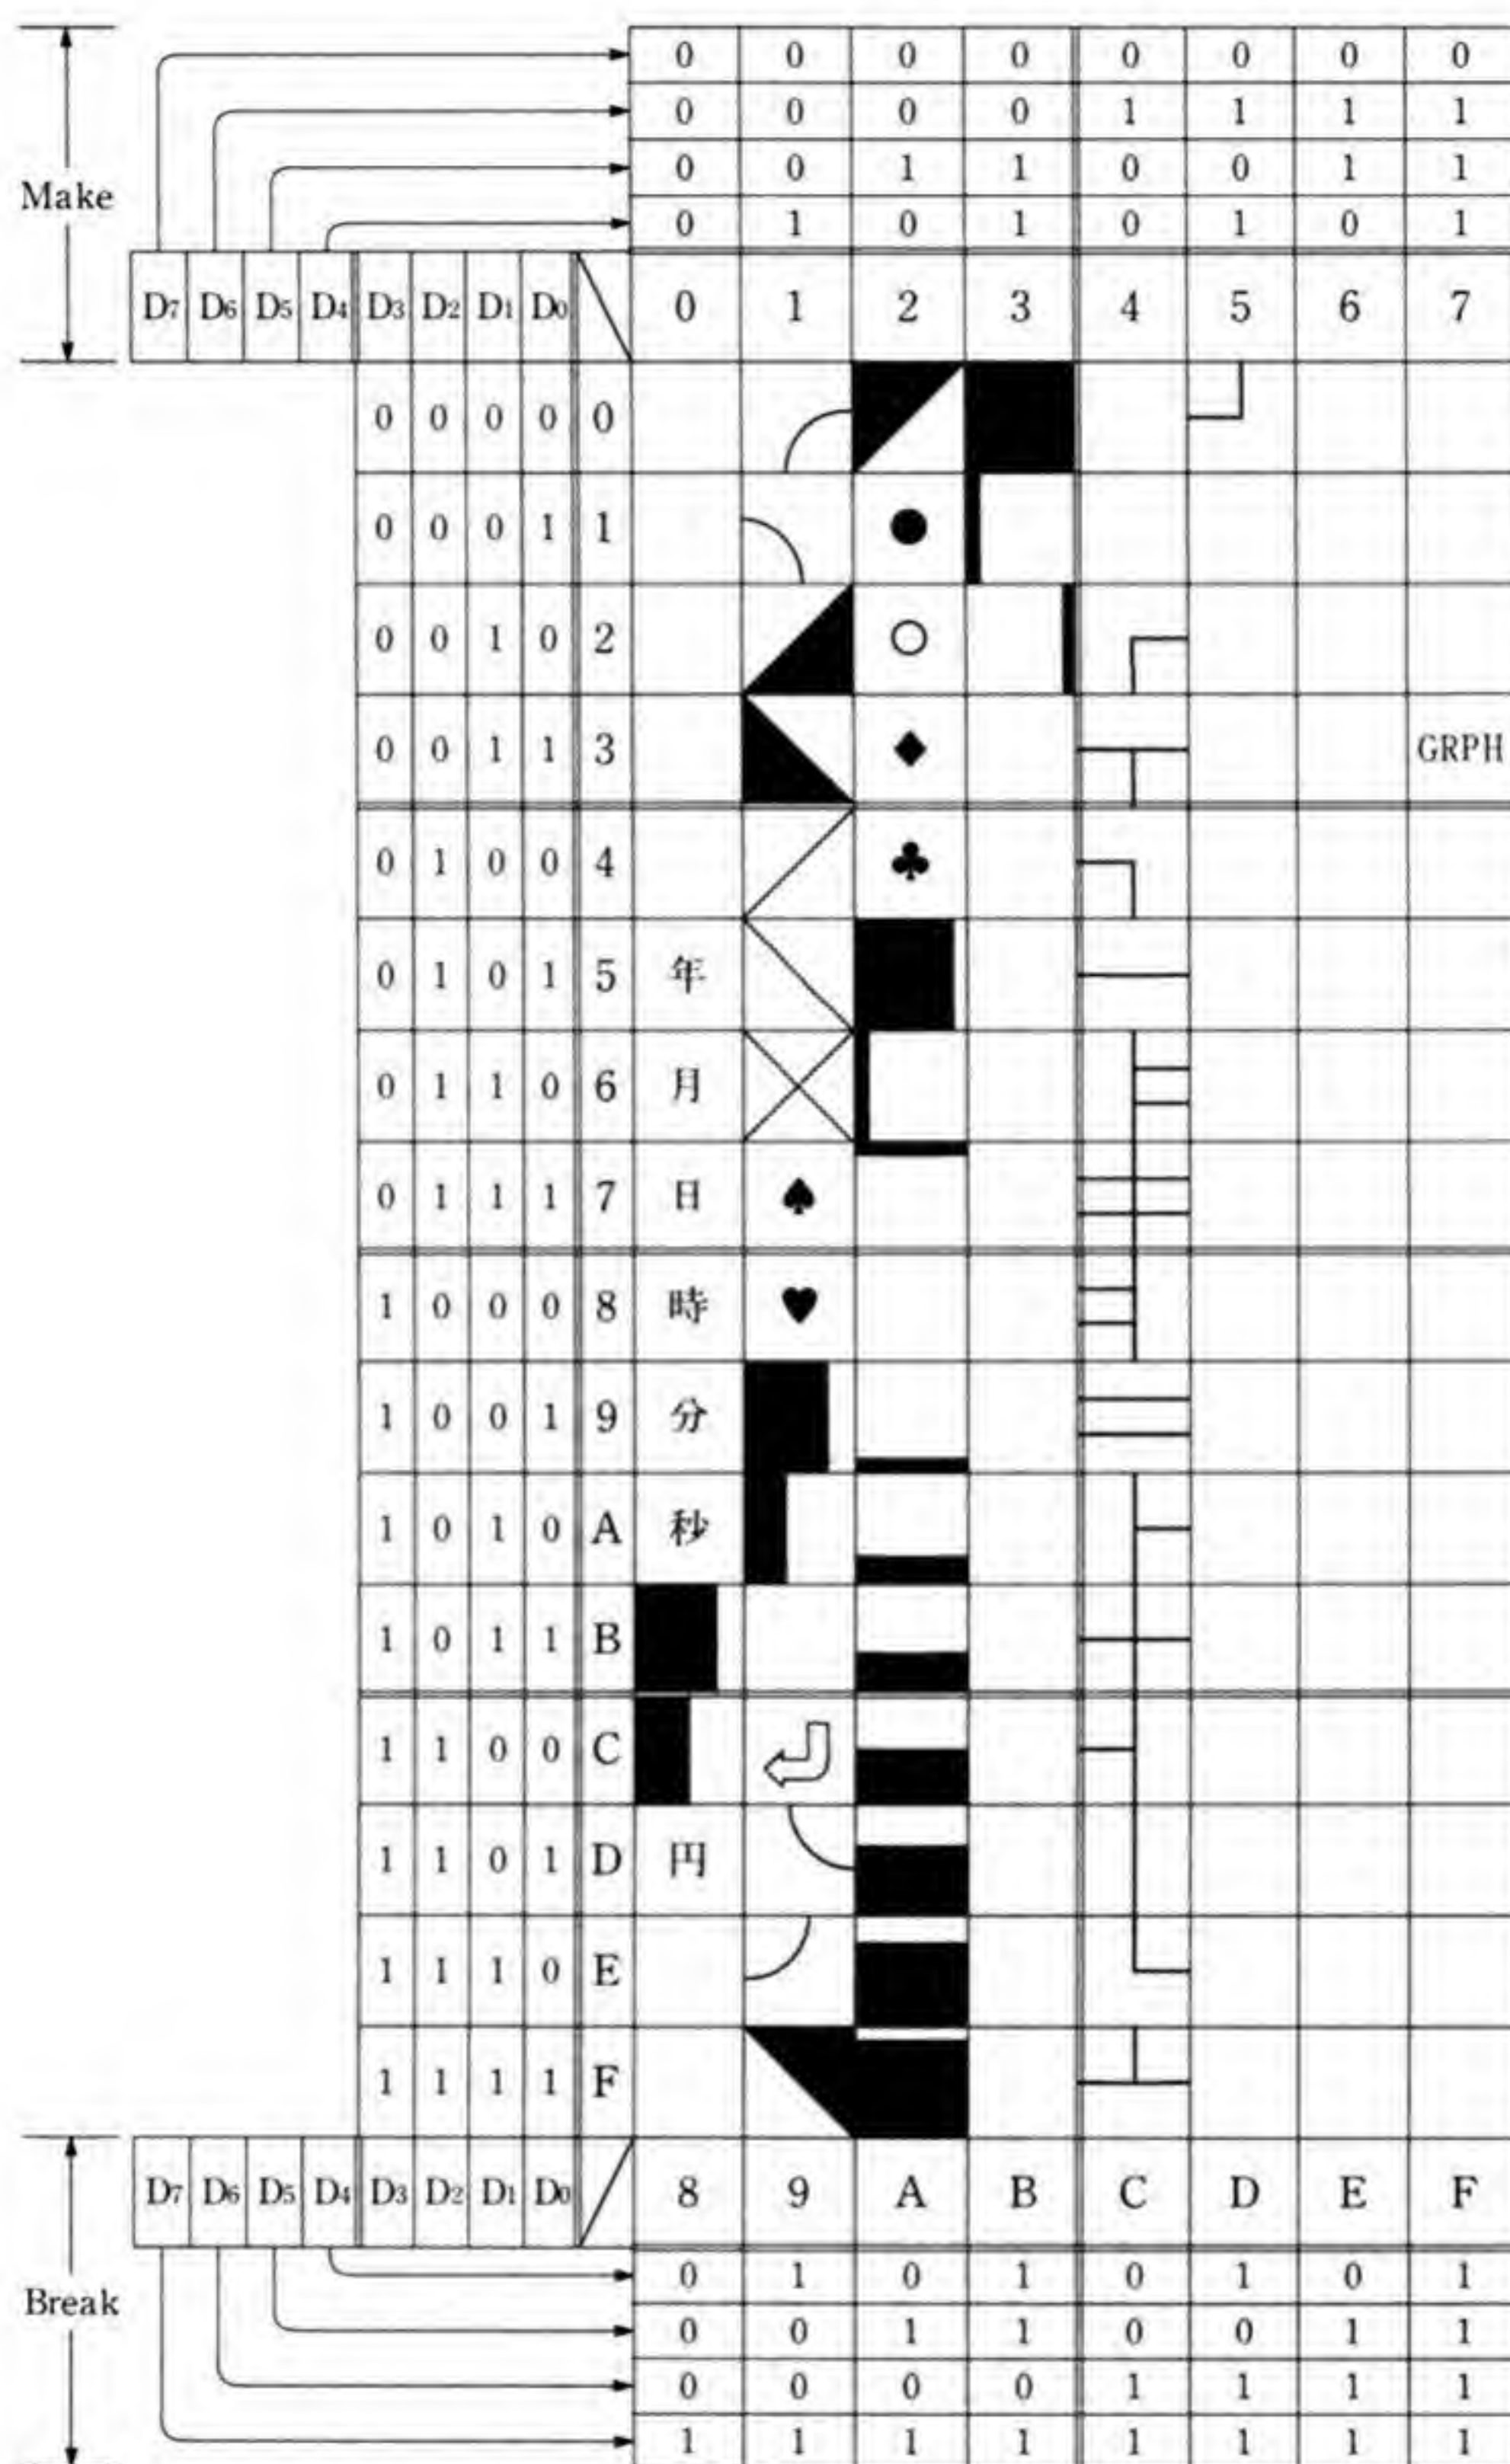 0 0 0 0 0 0 0 0
0 0 0 0 1 1 1 1
Make 0 0 1 1 0 0 1 1
0 1 0 1 0 1 0 1
D7 D6 D5 D4 D3 D2 D1 D0 0 1 2 3 4 5 6 7
0 0 0 0 0
0 0 0 1 1 ● 
0 0 1 0 2 ○
0 0 1 1 3 ◆ GRPH
0 1 0 0 4 ♣
0 1 0 1 5 年
0 1 1 0 6 月
0 1 1 1 7 日 ♠
1 0 0 0 8 時 ♥
1 0 0 1 9 分
1 0 1 0 A 秒
1 0 1 1 B
1 1 0 0 C
1 1 0 1 D 円
1 1 1 0 E
1 1 1 1 F
D7 D6 D5 D4 D3 D2 D1 D0 8 9 A B C D E F
Break 0 1 0 1 0 1 0 1
0 0 1 1 0 0 1 1
0 0 0 0 1 1 1 1
1 1 1 1 1 1 1 1